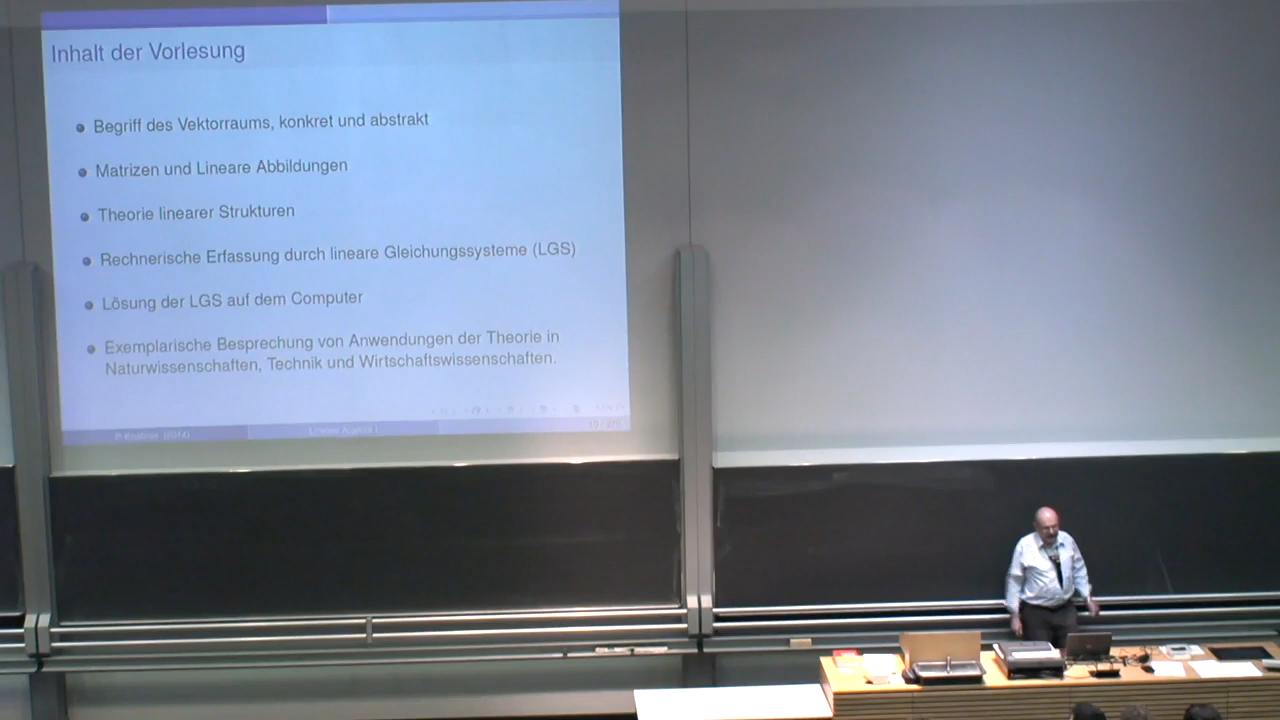 Inhalt der Vorlesung
Begriff des Vektorraums, konkret und abstrakt
Matrizen und Lineare Abbildungen
Theorie linearer Strukturen
Rechnerische Erfassung durch lineare Gleichungssysteme (LGS)
Lösung der LGS auf dem Computer
Exemplarische Besprechung von Anwendungen der Theorie in
Naturwissenschaften, Technik und Wirtschaftswissenschaften.
Lineare Algebra I